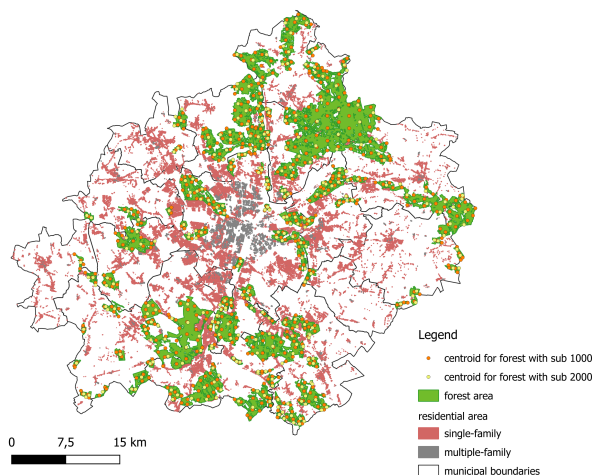 Legend
centroid for forest with sub 1000
centroid for forest with sub 2000
forest area
residential area
single-family
multiple-family
municipal boundaries
0 7,5 15 km